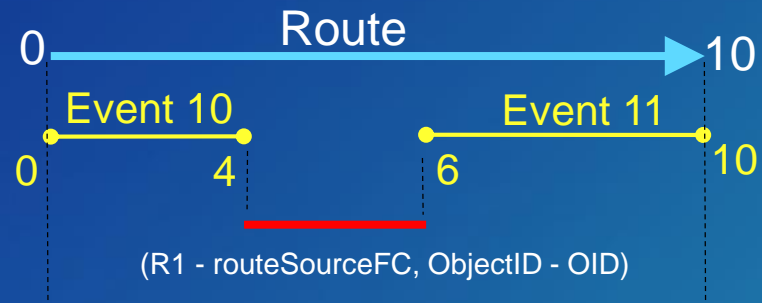 Route
0
10
Event 10
Event 11
0
4
6
10
(R1 - routeSourceFC, ObjectID - OID)